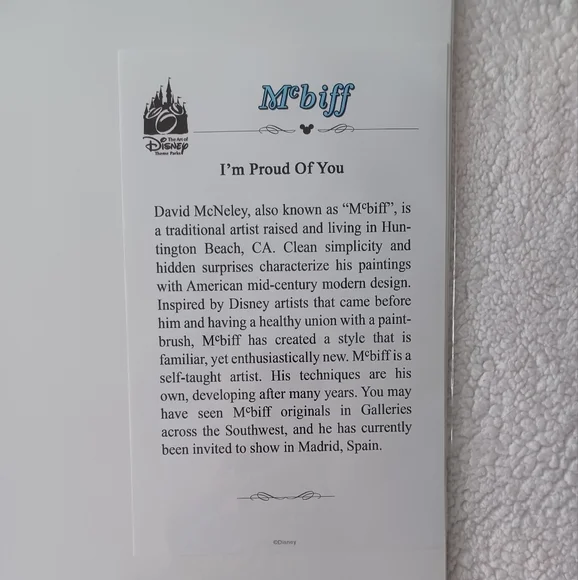 McBiff
The Art of
Disney
Theme Parks
I'm Proud Of You
David McNeley, also known as "Mcbiff", is
a traditional artist raised and living in Hun-
tington Beach, CA. Clean simplicity and
hidden surprises characterize his paintings
with American mid-century modern design.
Inspired by Disney artists that came before
him and having a healthy union with a paint-
brush, Mcbiff has created a style that is
familiar, yet enthusiastically new. Mcbiff is a
self-taught artist. His techniques are his
own, developing after many years. You may
have seen Mcbiff originals in Galleries
across the Southwest, and he has currently
been invited to show in Madrid, Spain.
©Disney